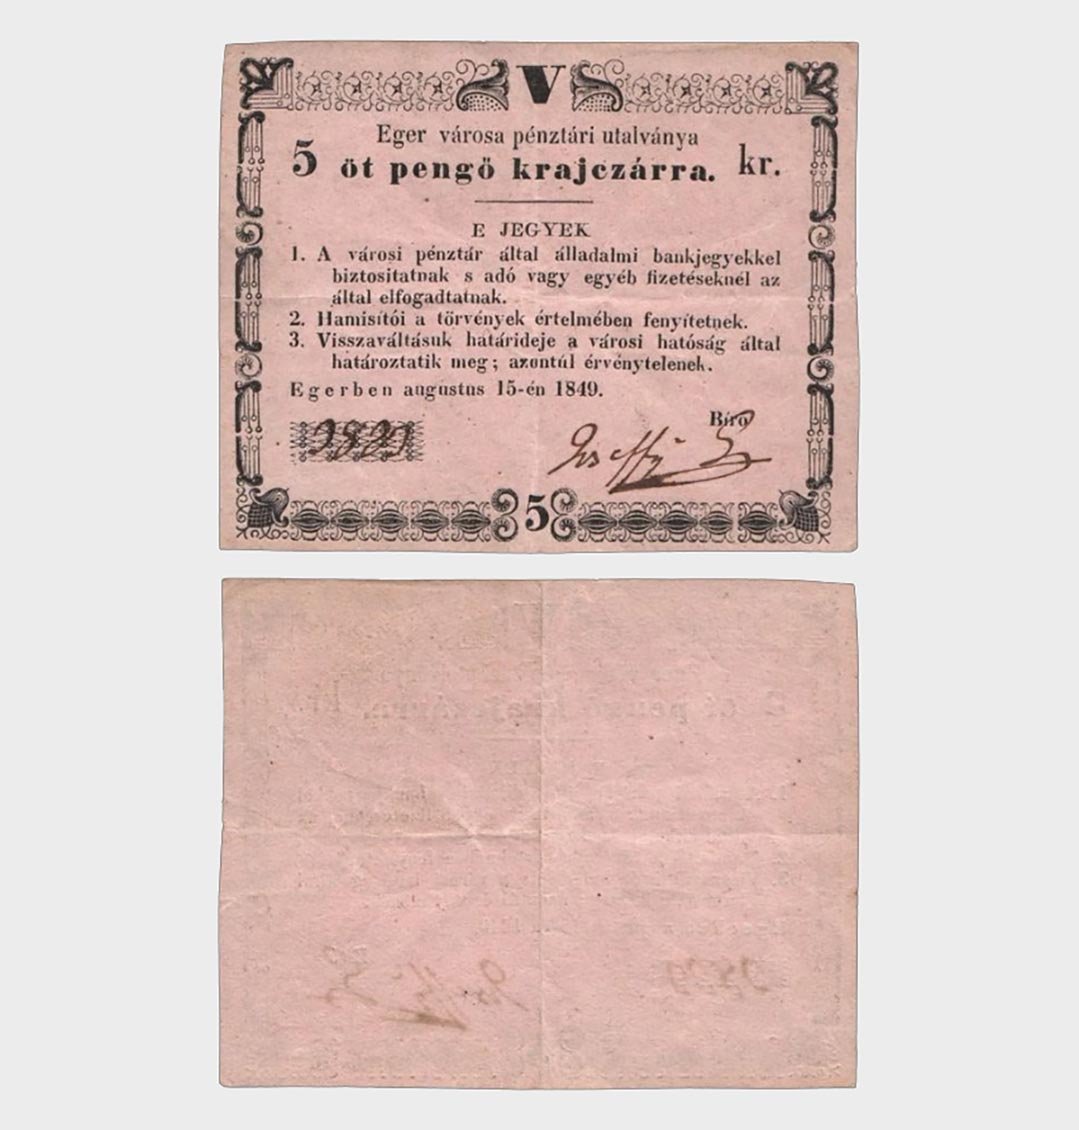 V
Eger városa pénztári utalványa
5 öt pengő krajczárra. kr.
E JEGYEK
1. A városi pénztár által álladalmi bankjegyekkel
biztositatnak s adó vagy egyéb fizetéseknél az
által elfogadtatnak.
2. Hamisítói a törvények értelmében fenyítetnek.
3. Visszaváltásuk határideje a városi hatóság által
határoztatik meg; azontúl érvénytelenek.
Egerben augustus 15-én 1849.
Biró
5